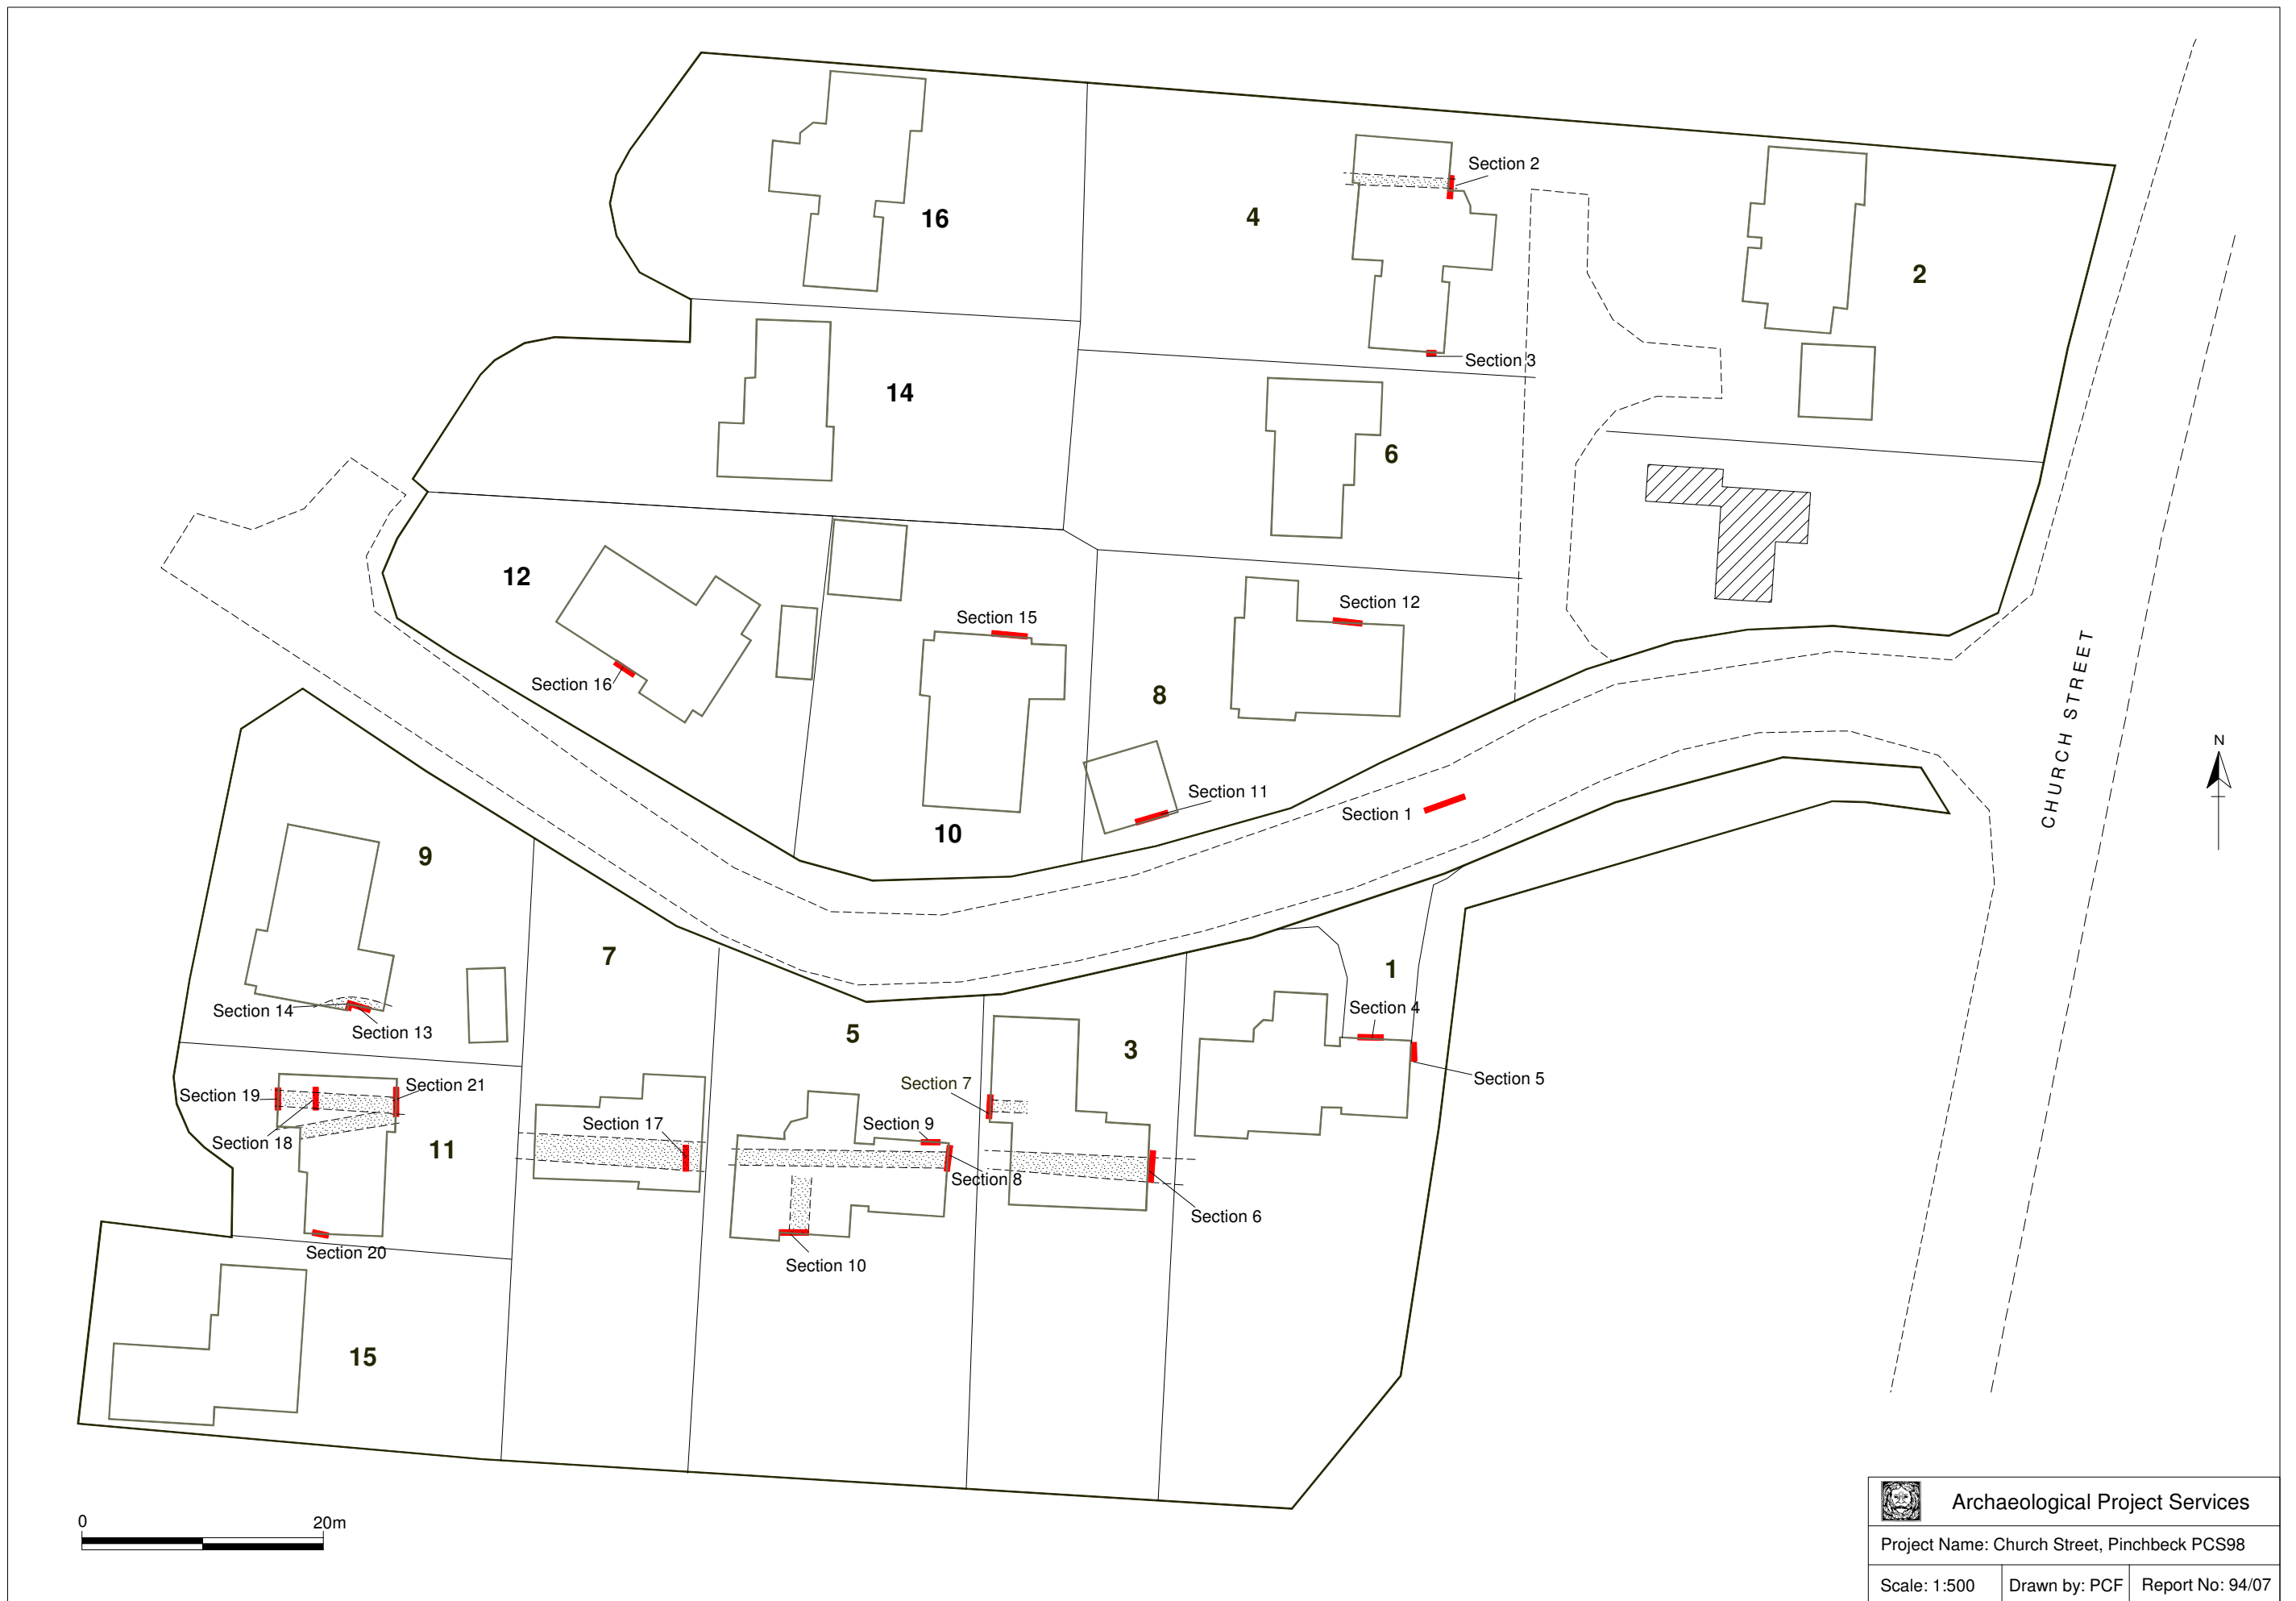 16
4
Section 2
2
Section 3
14
6
12
Section 15
Section 12
Section 16
8
CHURCH STREET
N
Section 11
Section 1
10
9
7
1
Section 14
Section 13
Section 4
5
3
Section 5
Section 7
Section 19
Section 21
Section 18
11
Section 17
Section 9
Section 8
Section 6
Section 20
Section 10
15
0 20m
Archaeological Project Services
Project Name: Church Street, Pinchbeck PCS98
Scale: 1:500 Drawn by: PCF Report No: 94/07